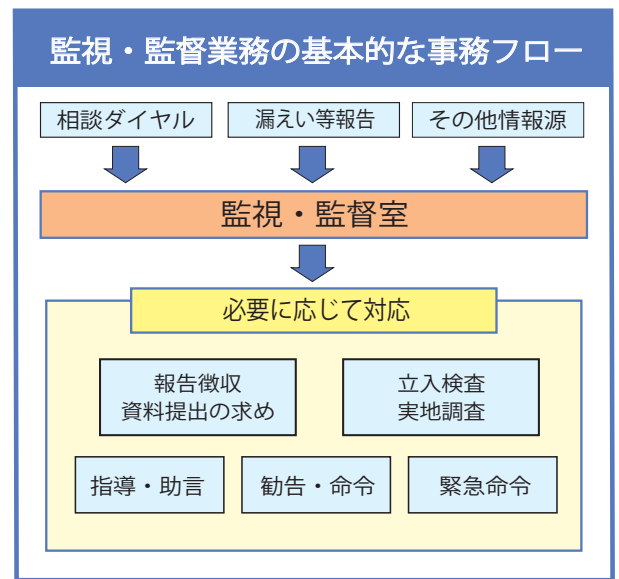 監視・監督業務の基本的な事務フロー
相談ダイヤル
漏えい等報告
その他情報源
監視・監督室
必要に応じて対応
報告徴収
資料提出の求め
立入検査
実地調査
指導・助言
勧告・命令
緊急命令